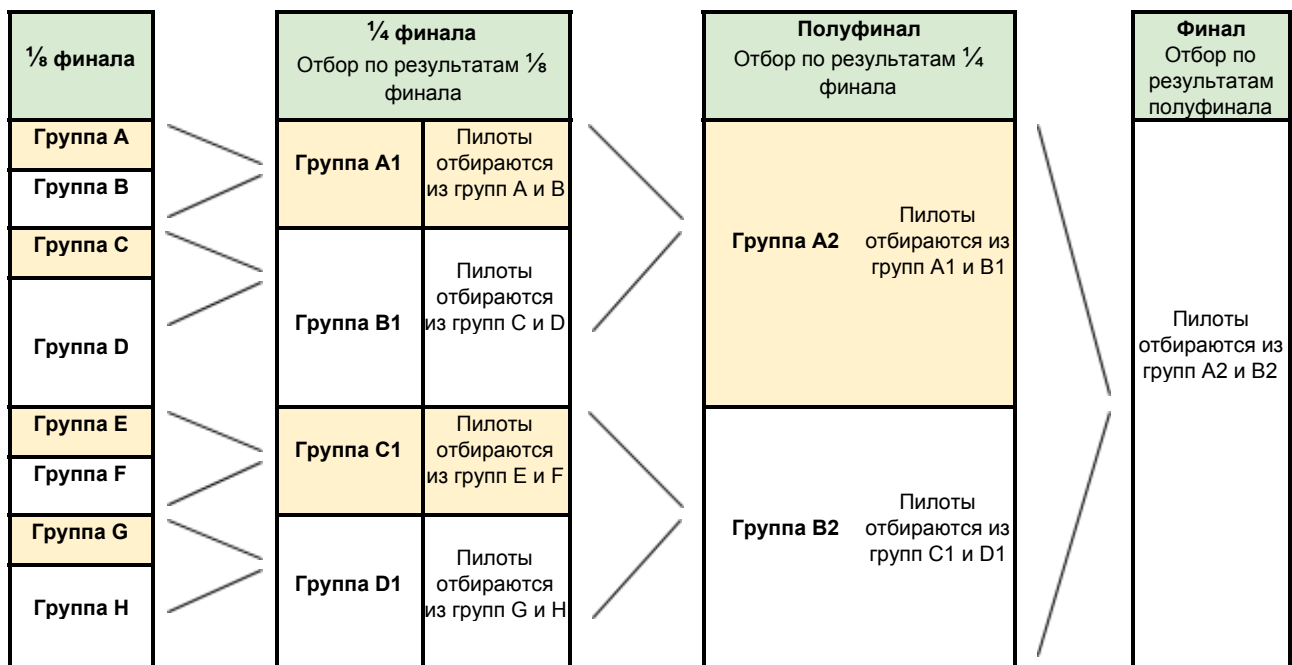 ⅛ финала
Группа A
Группа B
Группа C
Группа D
Группа E
Группа F
Группа G
Группа H
¼ финала
Отбор по результатам ⅛
финала
Группа A1
Пилоты
отбираются
из групп A и B
Группа B1
Пилоты
отбираются
из групп C и D
Группа C1
Пилоты
отбираются
из групп E и F
Группа D1
Пилоты
отбираются
из групп G и H
Полуфинал
Отбор по результатам ¼
финала
Группа A2
Пилоты
отбираются из
групп A1 и B1
Группа B2
Пилоты
отбираются из
групп C1 и D1
Финал
Отбор по
результатам
полуфинала
Пилоты
отбираются из
групп A2 и B2